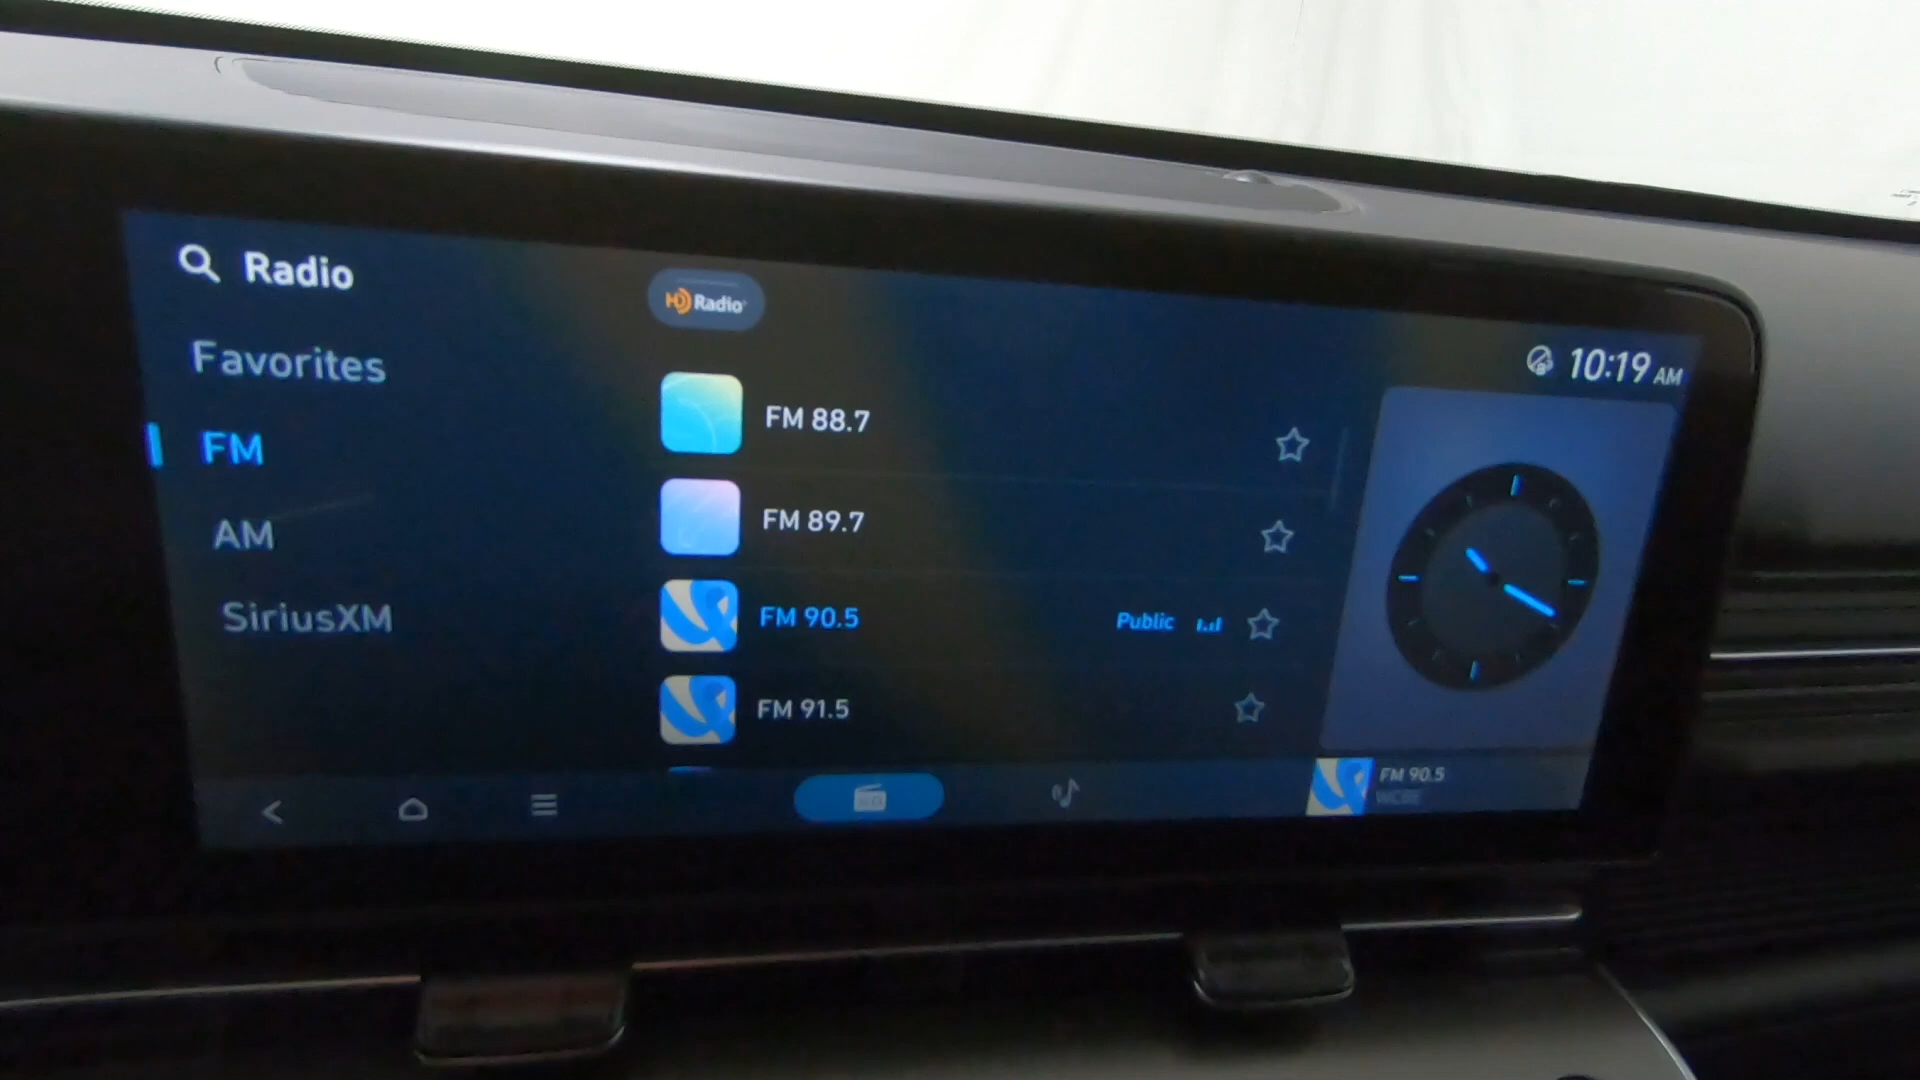 Radio
Favorites
FM
AM
SiriusXM
HD Radio
FM 88.7
FM 89.7
FM 90.5 Public
FM 91.5
10:19 AM
FM 90.5
WCBE